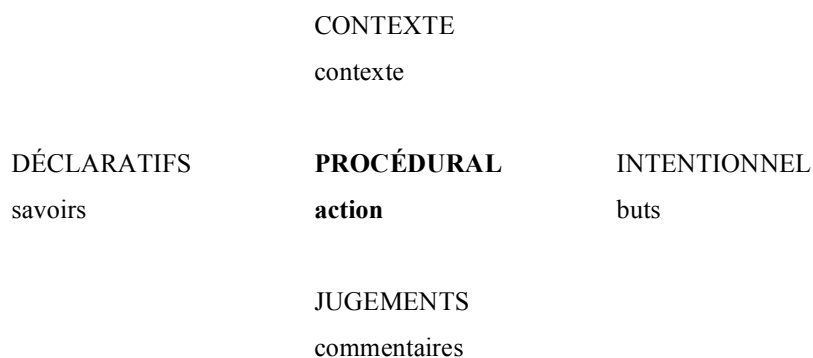 CONTEXTE
contexte
DÉCLARATIFS PROCÉDURAL INTENTIONNEL
savoirs action buts
JUGEMENTS
commentaires